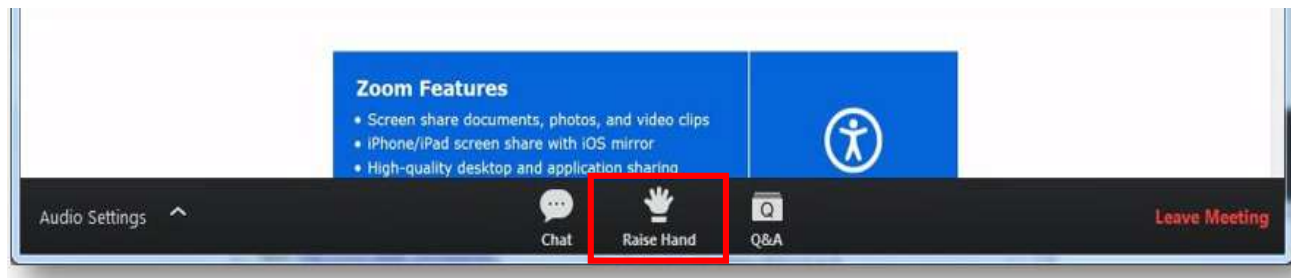 Zoom Features
• Screen share documents, photos, and video clips
• iPhone/iPad screen share with iOS mirror
• High-quality desktop and application sharing
Audio Settings
Chat
Raise Hand
Q
Q&A
Leave Meeting